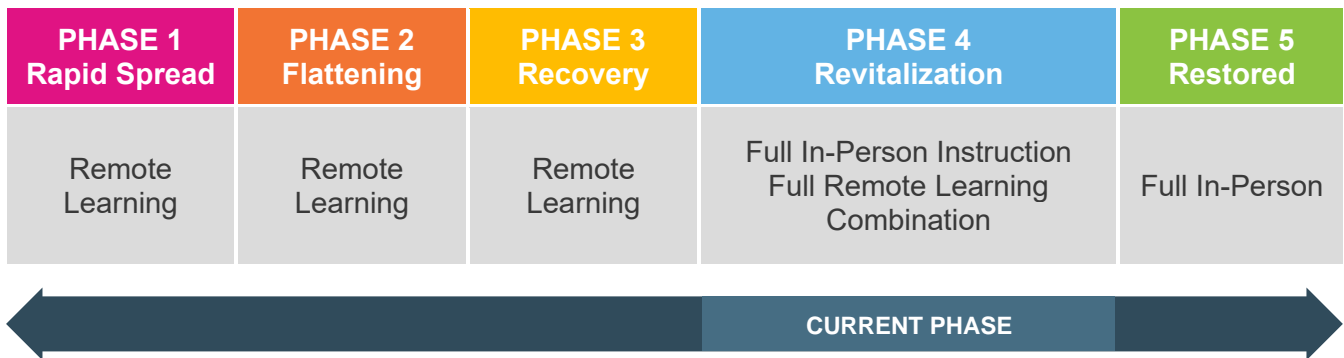 PHASE 1
Rapid Spread
PHASE 2
Flattening
PHASE 3
Recovery
PHASE 4
Revitalization
PHASE 5
Restored
Remote
Learning
Remote
Learning
Remote
Learning
Full In-Person Instruction
Full Remote Learning
Combination
Full In-Person
CURRENT PHASE